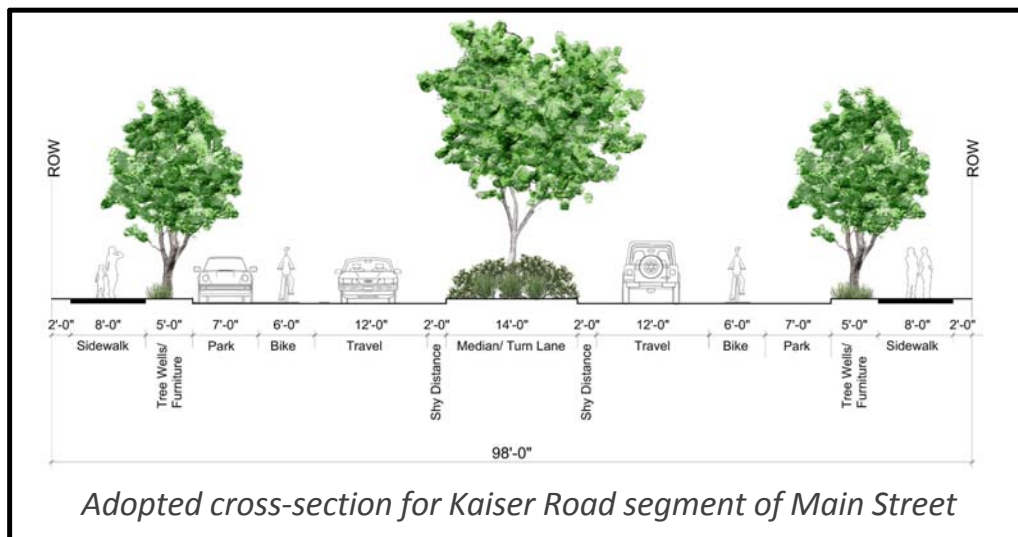 ROW
ROW
2'-0" 8'-0" 5'-0" 7'-0" 6'-0" 12'-0" 2'-0" 14'-0" 2'-0" 12'-0" 6'-0" 7'-0" 5'-0" 8'-0" 2'-0"
Sidewalk
Tree Wells/
Furniture
Park
Bike
Travel
Shy Distance
Median/ Turn Lane
Shy Distance
Travel
Bike
Park
Tree Wells/
Furniture
Sidewalk
98'-0"
Adopted cross-section for Kaiser Road segment of Main Street